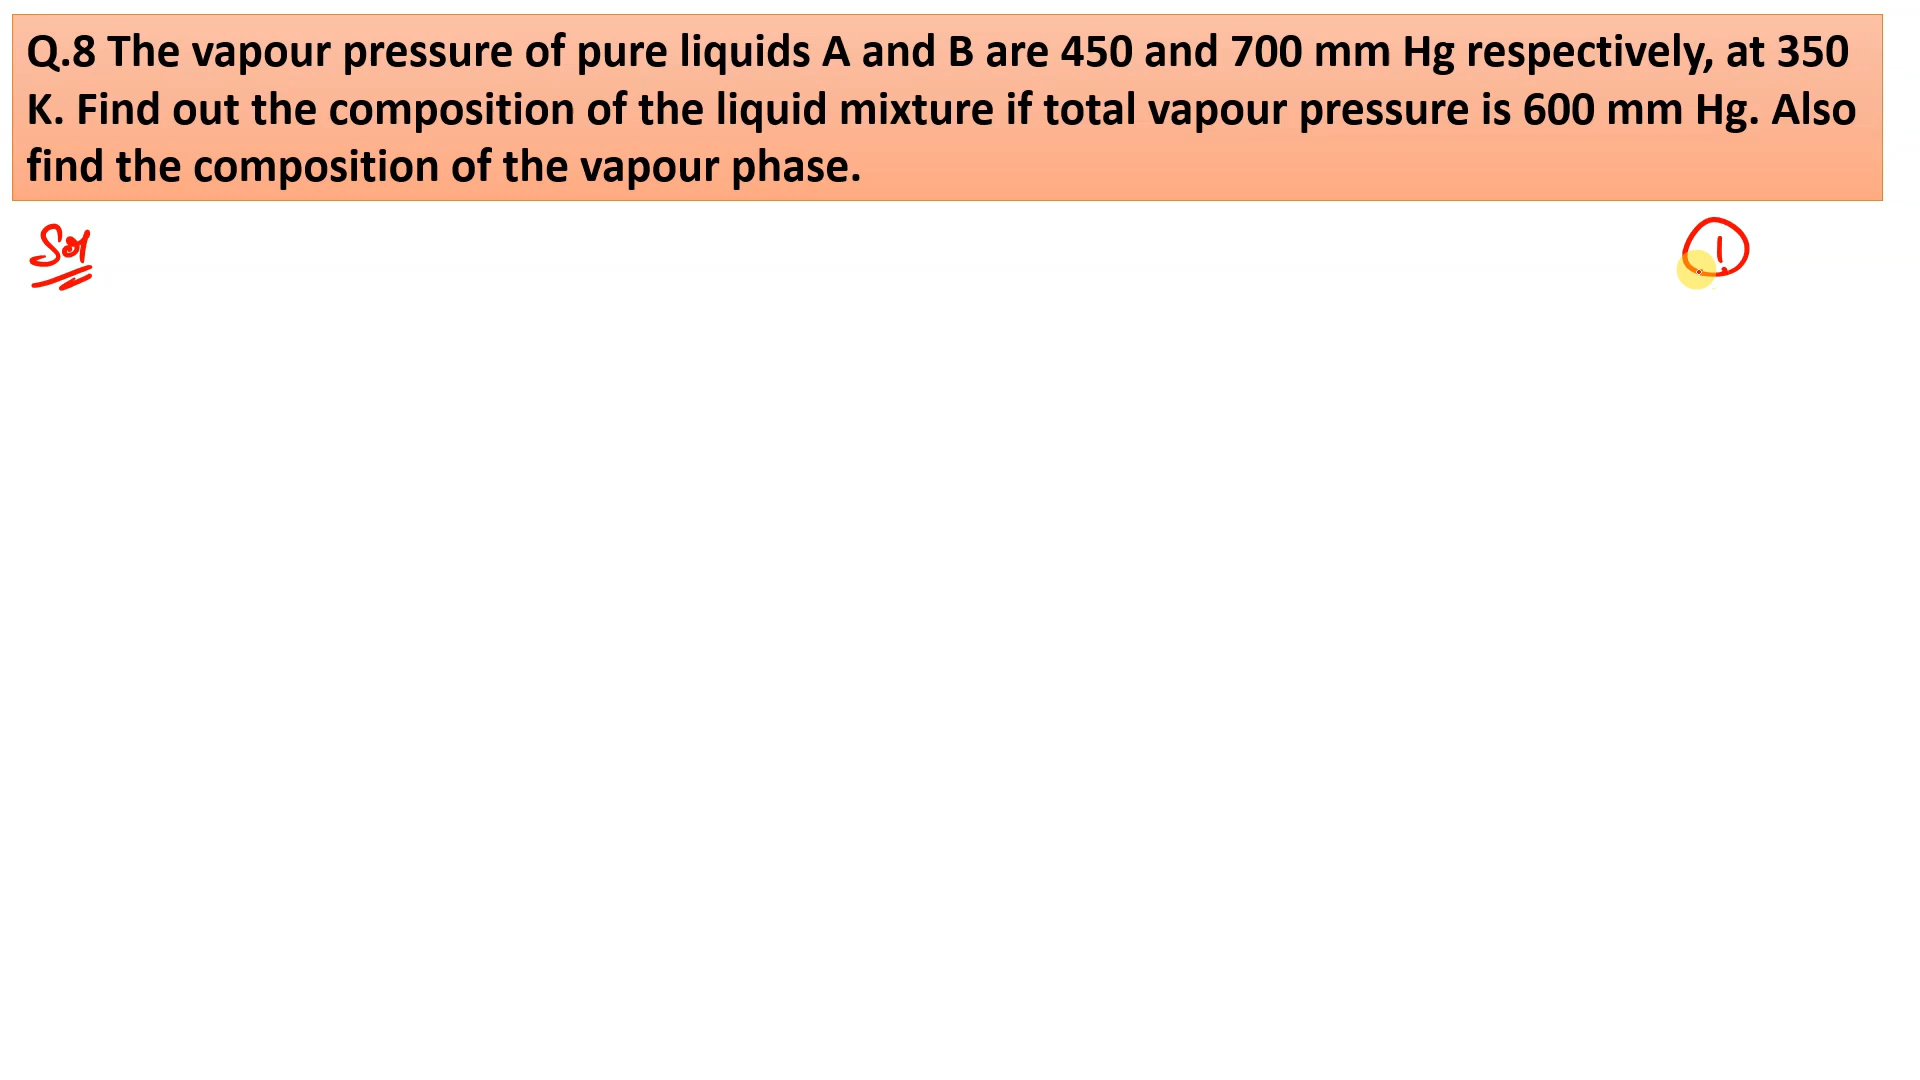 Q.8 The vapour pressure of pure liquids A and B are 450 and 700 mm Hg respectively, at 350
K. Find out the composition of the liquid mixture if total vapour pressure is 600 mm Hg. Also
find the composition of the vapour phase.
Sol
1